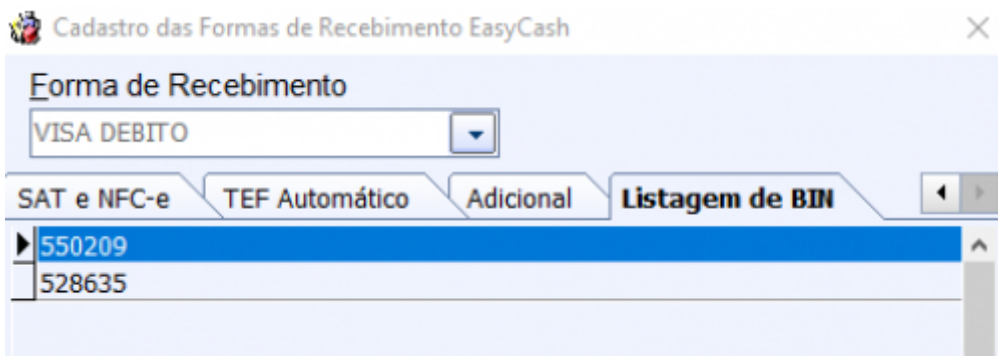 Cadastro das Formas de Recebimento EasyCash
Forma de Recebimento
VISA DEBITO
SAT e NFC-e TEF Automático Adicional Listagem de BIN
550209
528635